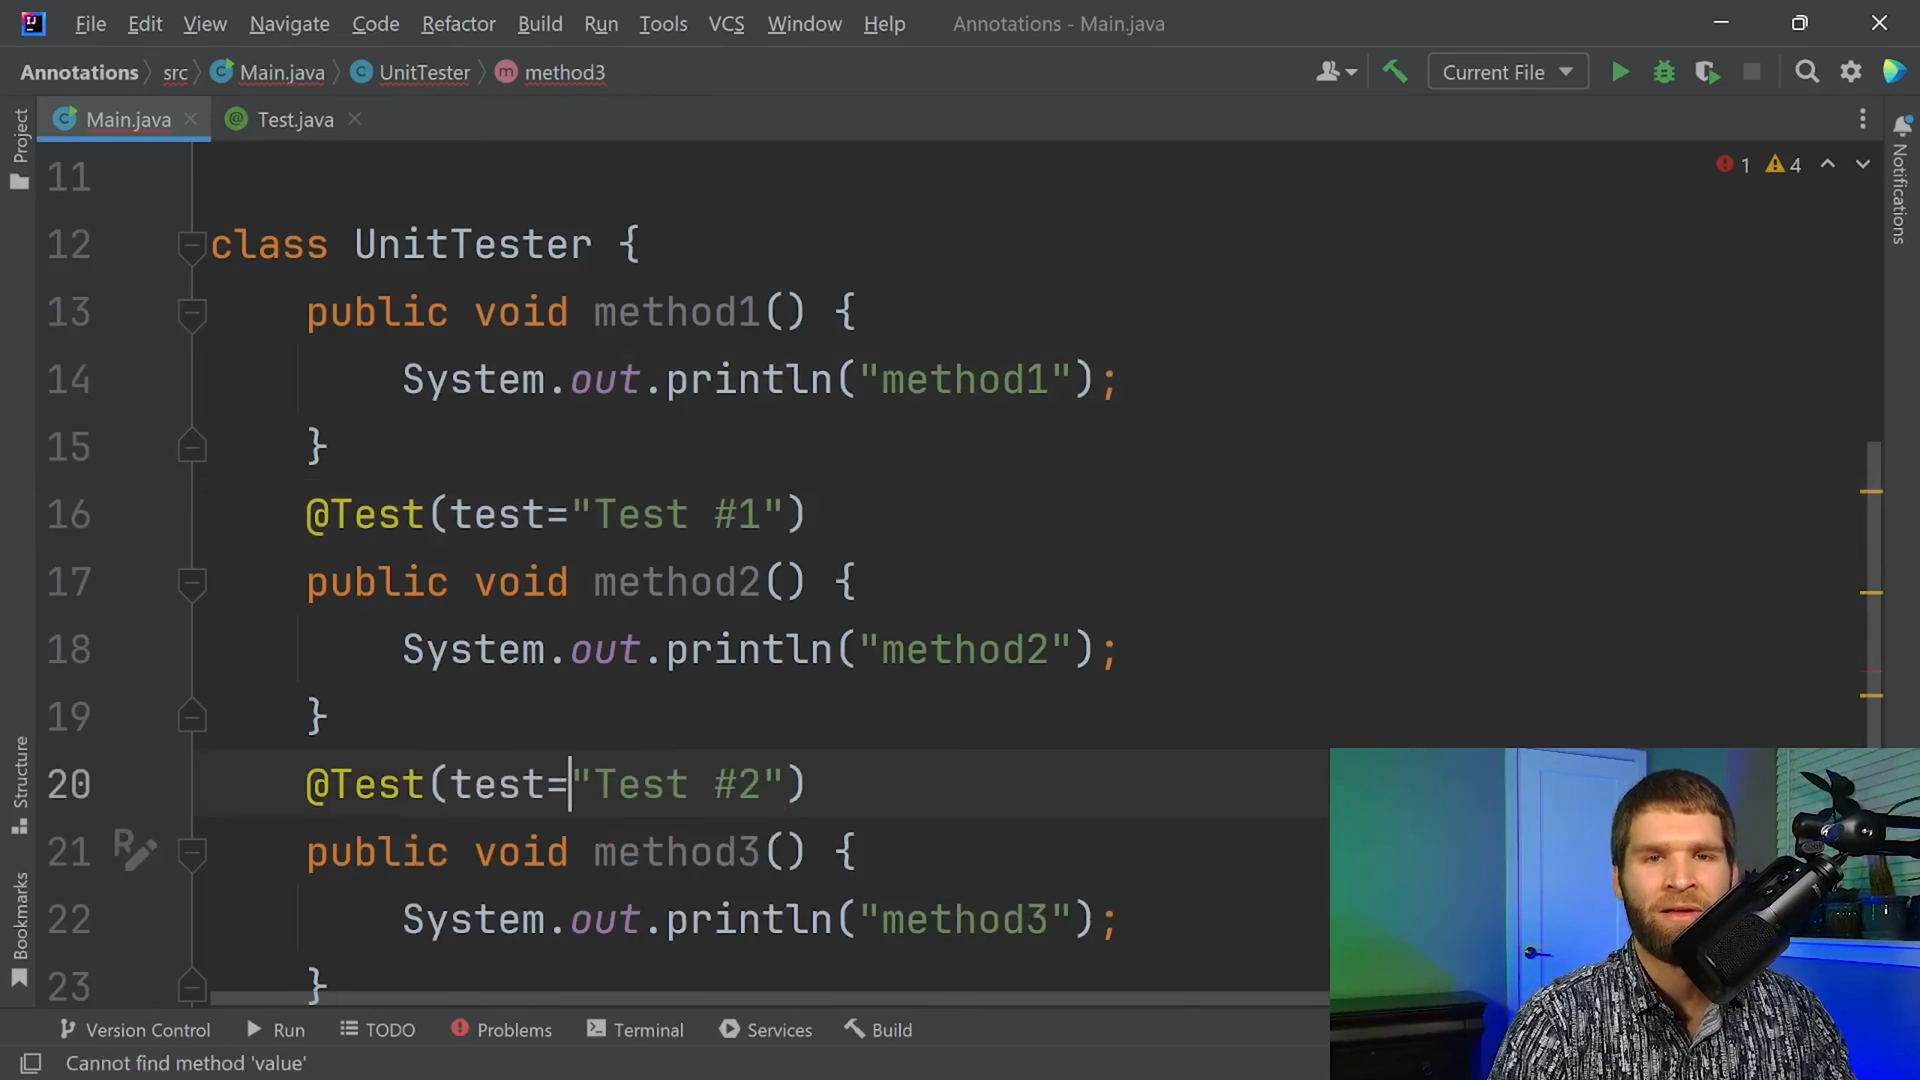 File Edit View Navigate Code Refactor Build Run Tools VCS Window Help Annotations - Main.java
Annotations src Main.java UnitTester method3 Current File
Main.java Test.java
Project
Notifications
1 4
11
12 class UnitTester {
13 public void method1() {
14 System.out.println("method1");
15 }
16 @Test(test="Test #1")
17 public void method2() {
18 System.out.println("method2");
19 }
20 @Test(test="Test #2")
21 public void method3() {
22 System.out.println("method3");
23 }
Structure
Bookmarks
Version Control Run TODO Problems Terminal Services Build
Cannot find method 'value'